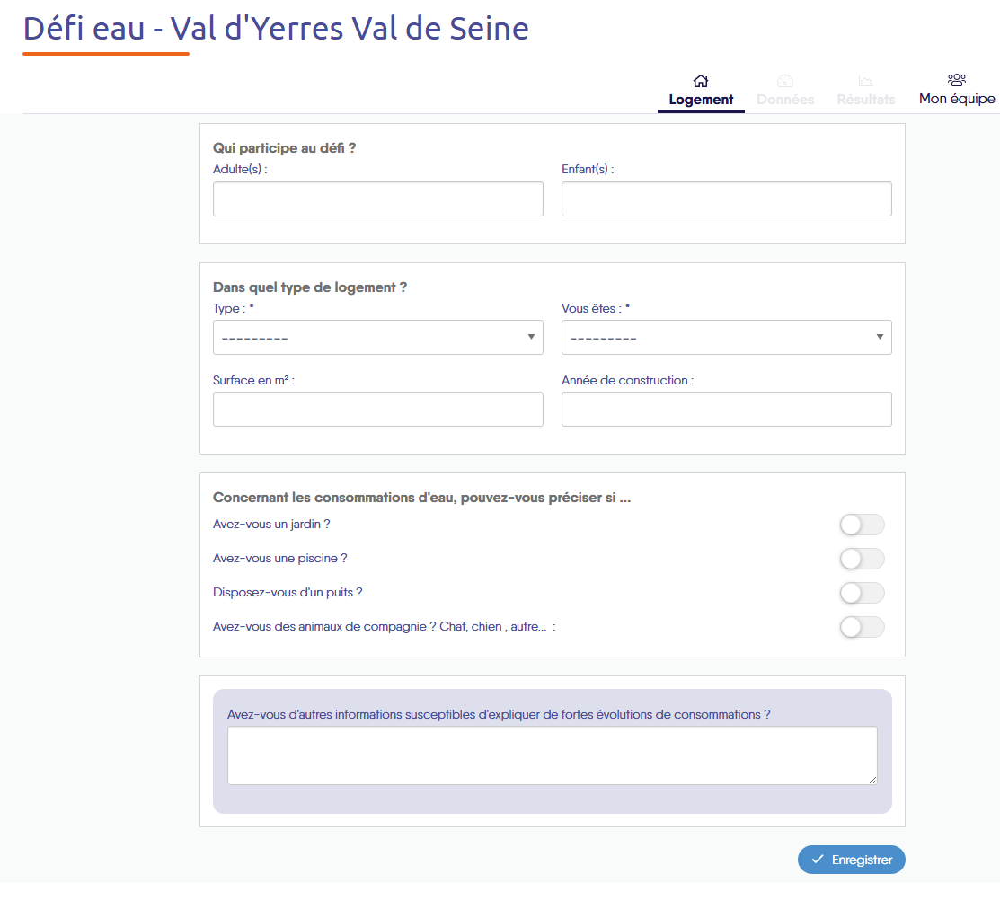 Défi eau - Val d'Yerres Val de Seine
Logement Données Résultats Mon équipe
Qui participe au défi ?
Adulte(s) : Enfant(s) :
Dans quel type de logement ?
Type : * Vous êtes : *
--------- ---------
Surface en m² : Année de construction :
Concernant les consommations d'eau, pouvez-vous préciser si ...
Avez-vous un jardin ?
Avez-vous une piscine ?
Disposez-vous d'un puits ?
Avez-vous des animaux de compagnie ? Chat, chien , autre... :
Avez-vous d'autres informations susceptibles d'expliquer de fortes évolutions de consommations ?
Enregistrer